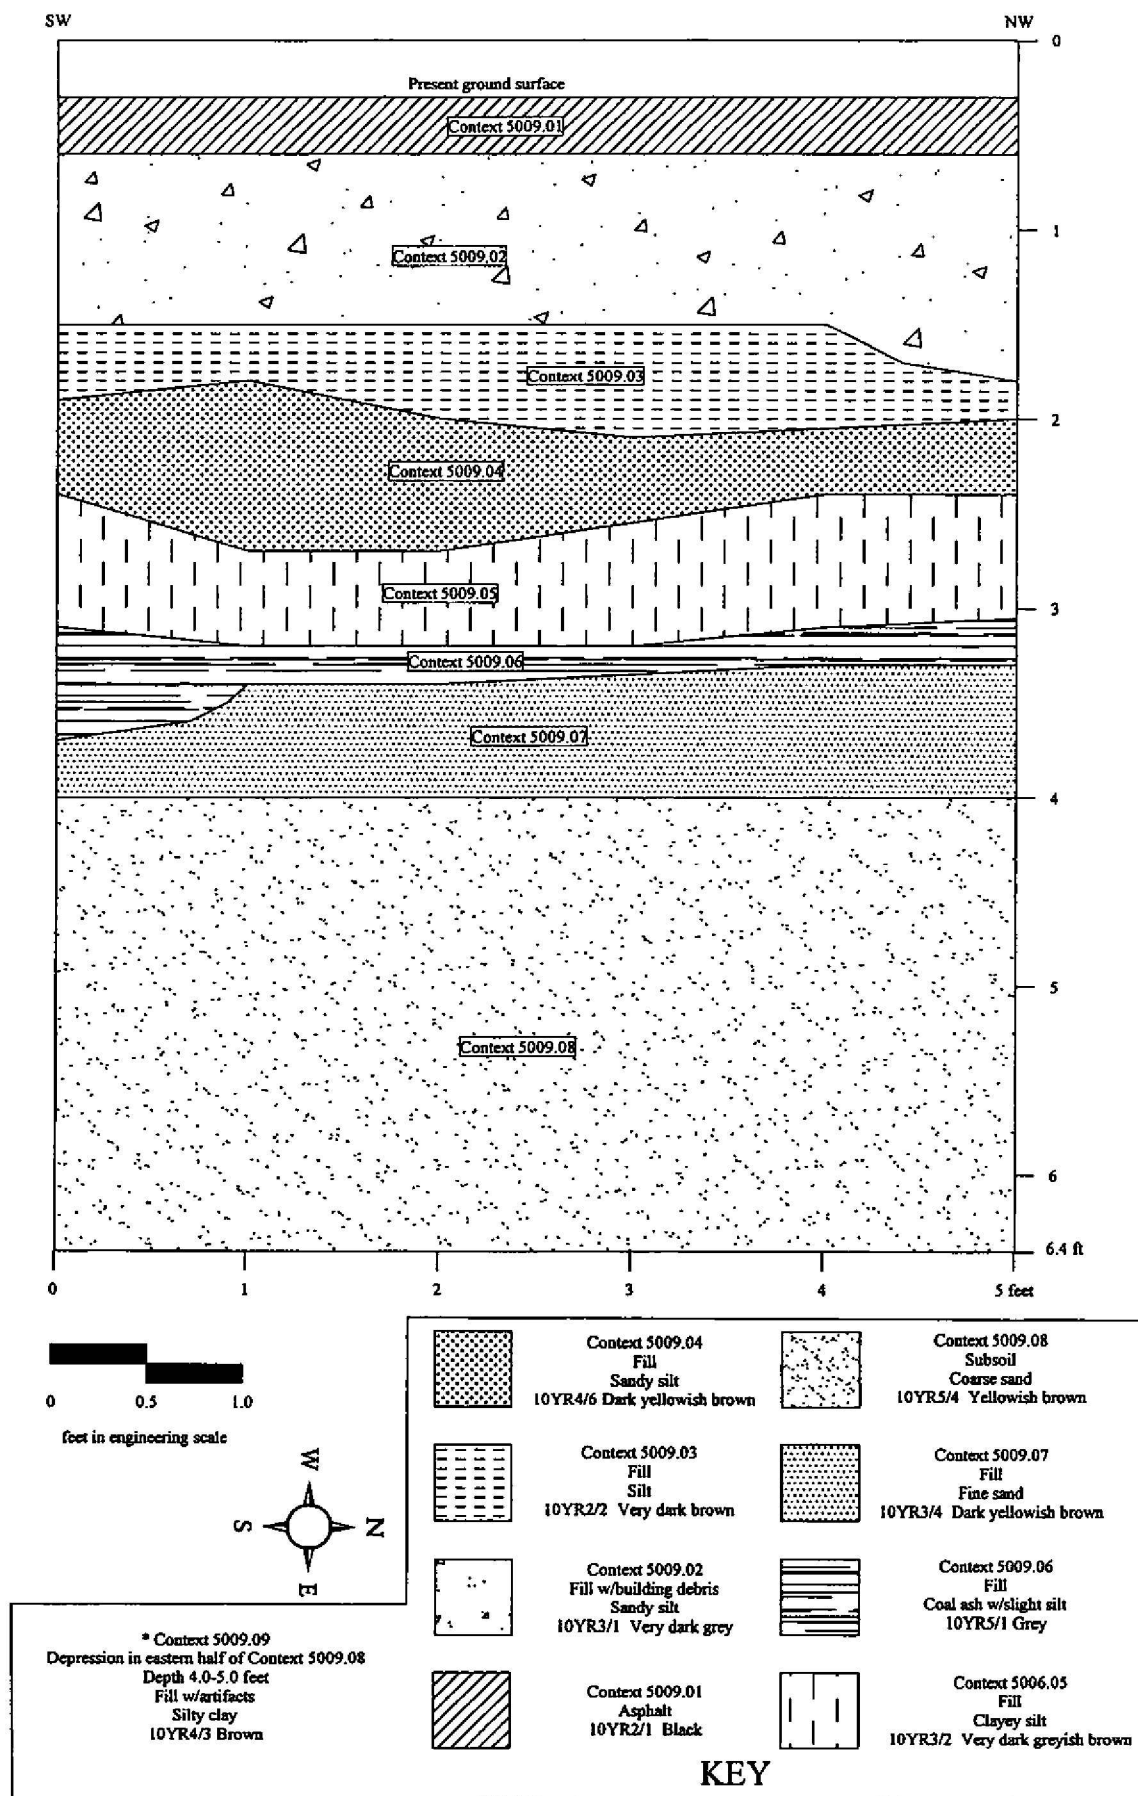 SW
NW
0
Present ground surface
Context 5009.01
1
Context 5009.02
Context 5009.03
2
Context 5009.04
Context 5009.05
3
Context 5009.06
Context 5009.07
4
5
Context 5009.08
6
6.4 ft
0
1
2
3
4
5 feet
0
0.5
1.0
feet in engineering scale
W
S
N
E
* Context 5009.09
Depression in eastern half of Context 5009.08
Depth 4.0-5.0 feet
Fill w/artifacts
Silty clay
10YR4/3 Brown
Context 5009.04
Fill
Sandy silt
10YR4/6 Dark yellowish brown
Context 5009.08
Subsoil
Coarse sand
10YR5/4 Yellowish brown
Context 5009.03
Fill
Silt
10YR2/2 Very dark brown
Context 5009.07
Fill
Fine sand
10YR3/4 Dark yellowish brown
Context 5009.02
Fill w/building debris
Sandy silt
10YR3/1 Very dark grey
Context 5009.06
Fill
Coal ash w/slight silt
10YR5/1 Grey
Context 5009.01
Asphalt
10YR2/1 Black
Context 5006.05
Fill
Clayey silt
10YR3/2 Very dark greyish brown
KEY